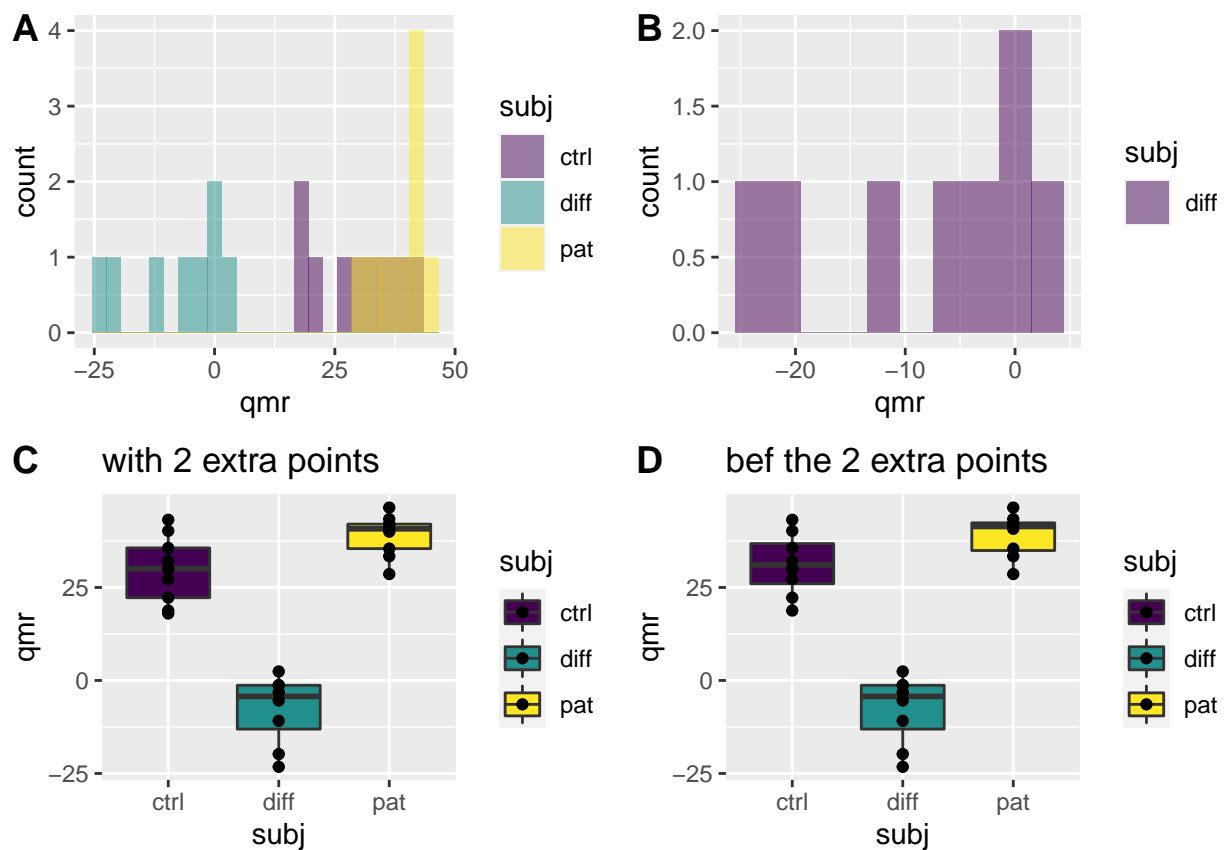 A
4
3
2
1
0
count
−25
0
25
50
qmr
subj
ctrl
diff
pat
B
2.0
1.5
1.0
0.5
0.0
count
−20
−10
0
qmr
subj
diff
C
with 2 extra points
25
0
−25
qmr
ctrl
diff
pat
subj
subj
ctrl
diff
pat
D
bef the 2 extra points
25
0
−25
qmr
ctrl
diff
pat
subj
subj
ctrl
diff
pat